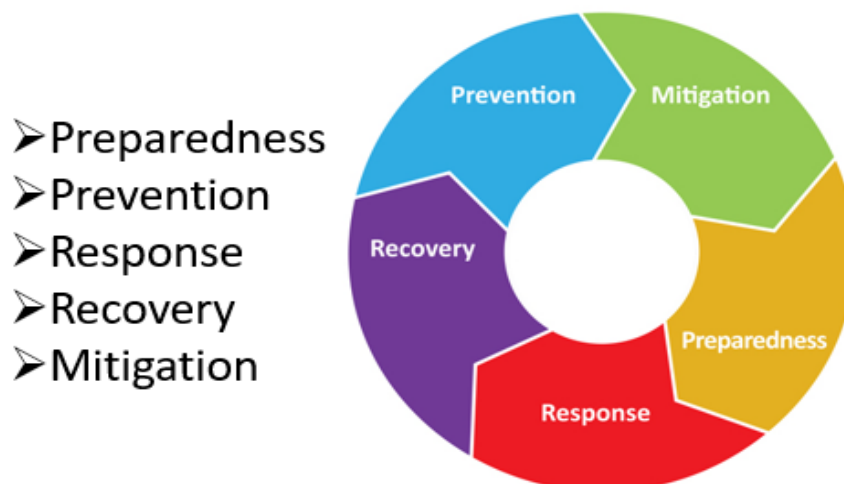 ➢Preparedness
➢Prevention
➢Response
➢Recovery
➢Mitigation
Prevention
Mitigation
Recovery
Preparedness
Response